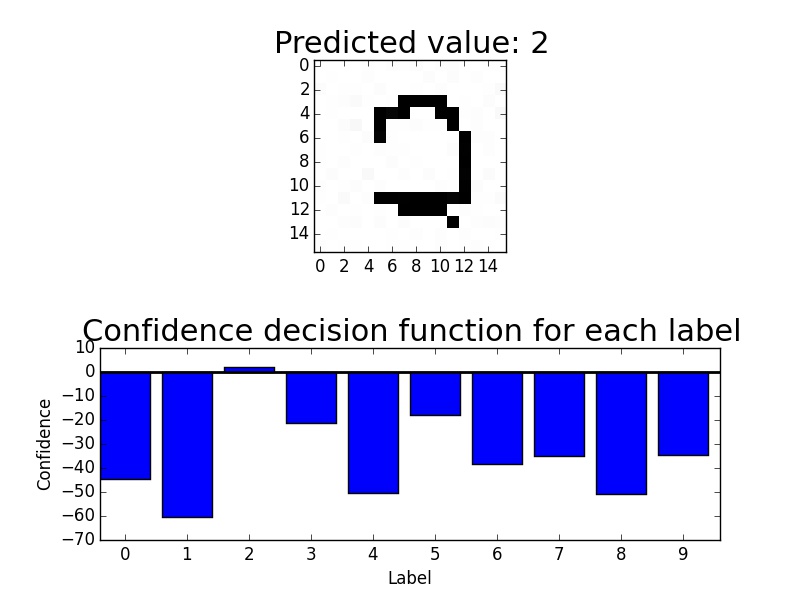 Predicted value: 2
0
2
4
6
8
10
12
14
0 2 4 6 8 10 12 14
Confidence decision function for each label
10
0
−10
−20
−30
−40
−50
−60
−70
Confidence
0 1 2 3 4 5 6 7 8 9
Label